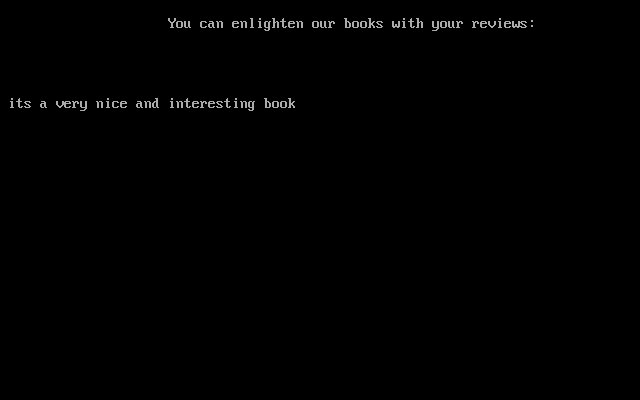 You can enlighten our books with your reviews:
its a very nice and interesting book